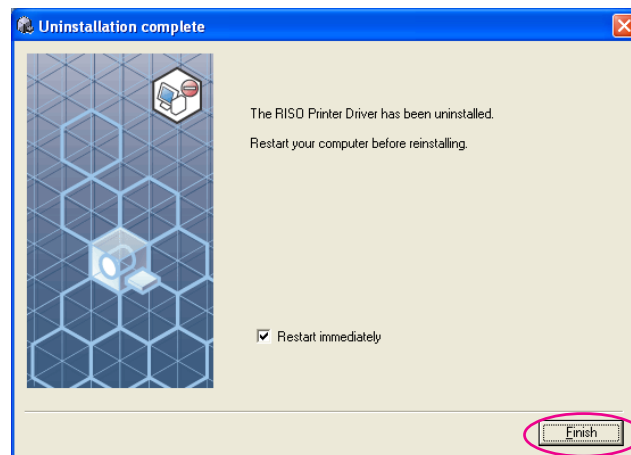 Uninstallation complete
The RISO Printer Driver has been uninstalled.
Restart your computer before reinstalling.
Restart immediately
Finish